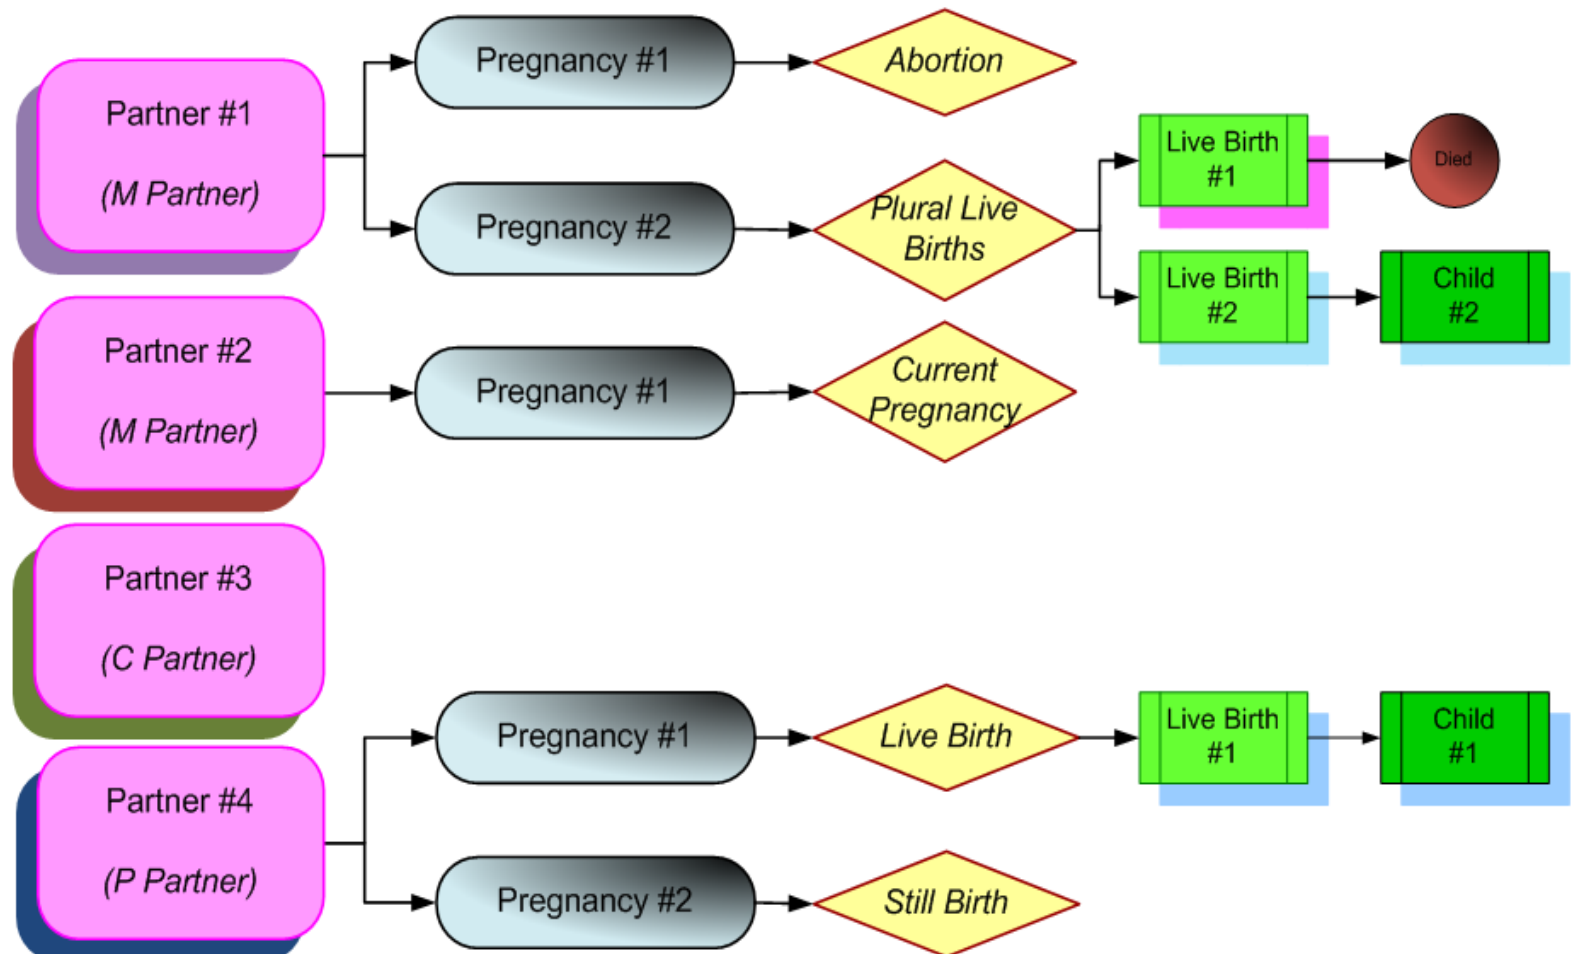 Partner #1
(M Partner)
Pregnancy #1
Abortion
Pregnancy #2
Plural Live
Births
Live Birth
#1
Died
Live Birth
#2
Child
#2
Partner #2
(M Partner)
Pregnancy #1
Current
Pregnancy
Partner #3
(C Partner)
Partner #4
(P Partner)
Pregnancy #1
Live Birth
Live Birth
#1
Child
#1
Pregnancy #2
Still Birth